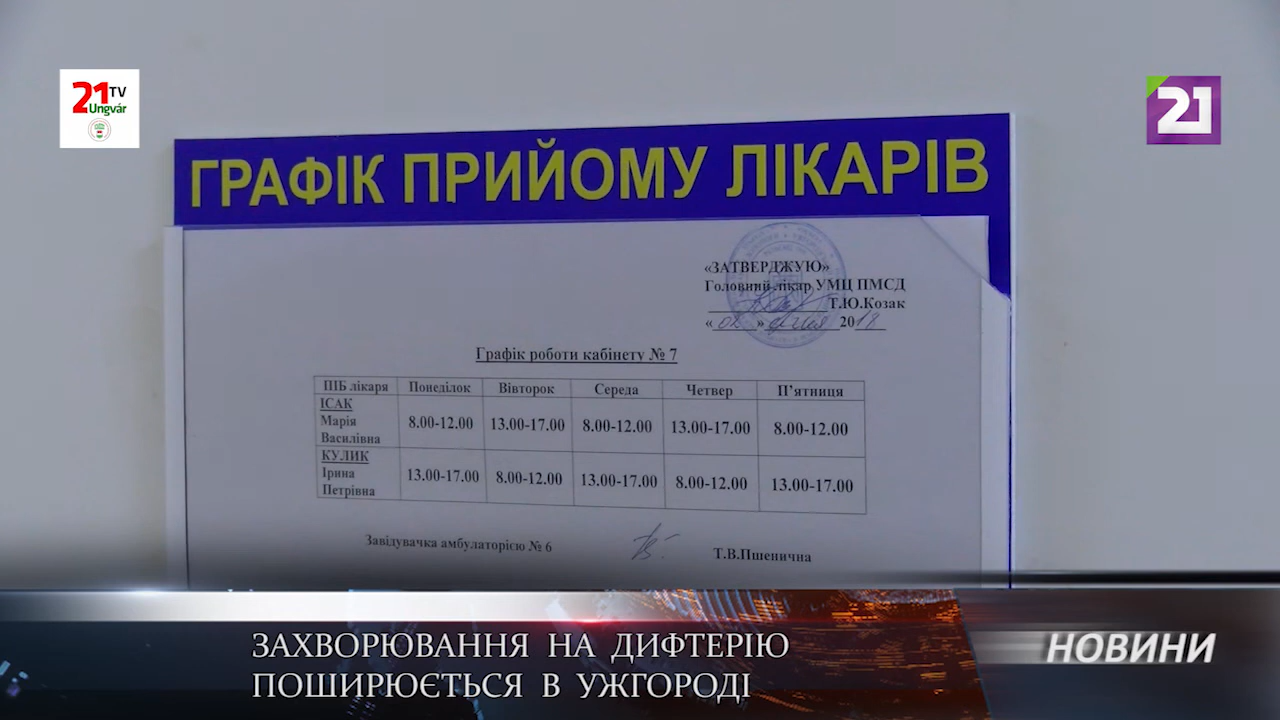 21 TV
Ungvár
21
ГРАФІК ПРИЙОМУ ЛІКАРІВ
«ЗАТВЕРДЖУЮ»
Головний лікар УМЦ ПМСД
Т.Ю.Козак
« 02 » 2018
Графік роботи кабінету № 7
ПІБ лікаря Понеділок Вівторок Середа Четвер П’ятниця
ІСАК Марія Василівна 8.00-12.00 13.00-17.00 8.00-12.00 13.00-17.00 8.00-12.00
КУЛИК Ірина Петрівна 13.00-17.00 8.00-12.00 13.00-17.00 8.00-12.00 13.00-17.00
Завідувачка амбулаторією № 6 Т.В.Пшенична
ЗАХВОРЮВАННЯ НА ДИФТЕРІЮ
ПОШИРЮЄТЬСЯ В УЖГОРОДІ
НОВИНИ